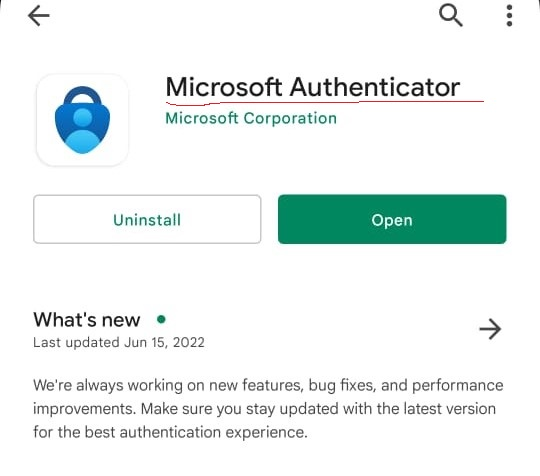 Microsoft Authenticator
Microsoft Corporation
Uninstall
Open
What's new
Last updated Jun 15, 2022
We're always working on new features, bug fixes, and performance
improvements. Make sure you stay updated with the latest version
for the best authentication experience.